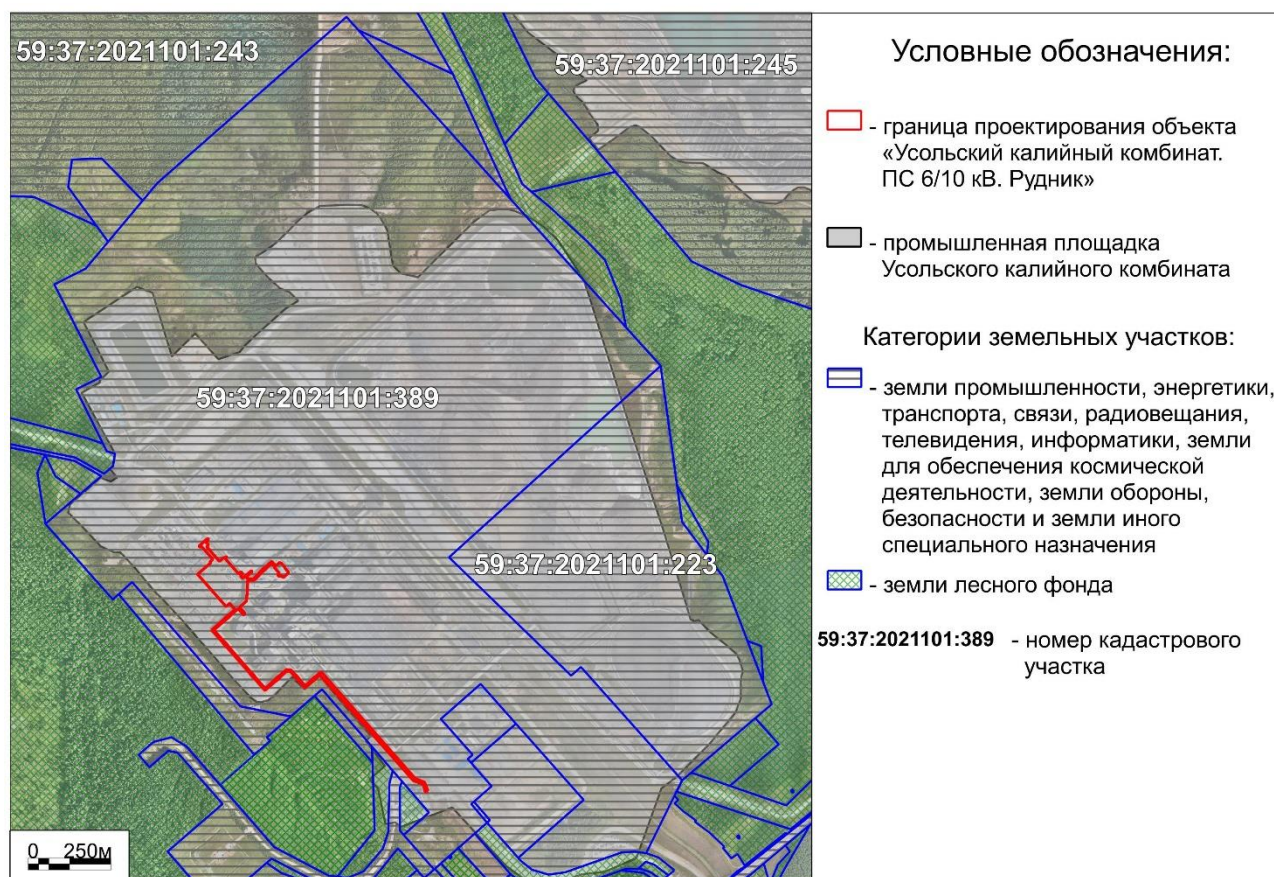 59:37:2021101:243
59:37:2021101:245
59:37:2021101:389
59:37:2021101:223
0 250м
Условные обозначения:
- граница проектирования объекта
«Усольский калийный комбинат.
ПС 6/10 кВ. Рудник»
- промышленная площадка
Усольского калийного комбината
Категории земельных участков:
- земли промышленности, энергетики,
транспорта, связи, радиовещания,
телевидения, информатики, земли
для обеспечения космической
деятельности, земли обороны,
безопасности и земли иного
специального назначения
- земли лесного фонда
59:37:2021101:389 - номер кадастрового
участка